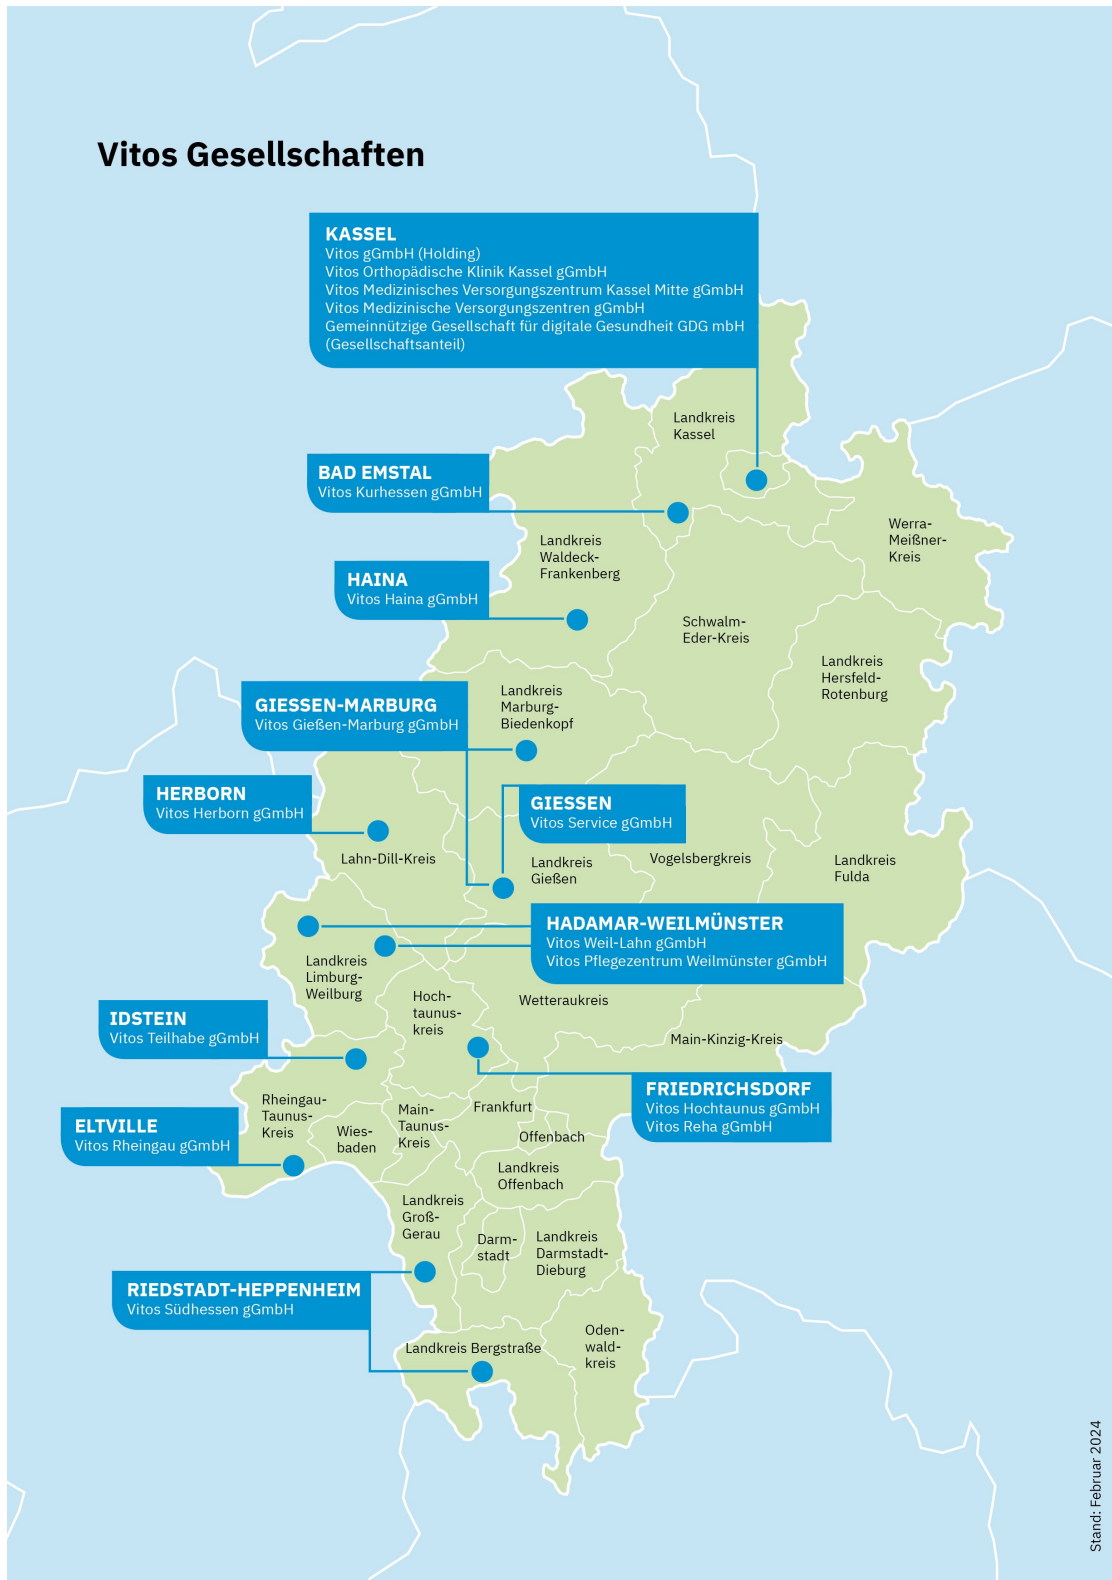 Vitos Gesellschaften
KASSEL
Vitos gGmbH (Holding)
Vitos Orthopädische Klinik Kassel gGmbH
Vitos Medizinisches Versorgungszentrum Kassel Mitte gGmbH
Vitos Medizinische Versorgungszentren gGmbH
Gemeinnützige Gesellschaft für digitale Gesundheit GDG mbH
(Gesellschaftsanteil)
Landkreis
Kassel
BAD EMSTAL
Vitos Kurhessen gGmbH
Werra-
Meißner-
Kreis
Landkreis
Waldeck-
Frankenberg
HAINA
Vitos Haina gGmbH
Schwalm-
Eder-Kreis
Landkreis
Hersfeld-
Rotenburg
Landkreis
Marburg-
Biedenkopf
GIESSEN-MARBURG
Vitos Gießen-Marburg gGmbH
HERBORN
Vitos Herborn gGmbH
GIESSEN
Vitos Service gGmbH
Lahn-Dill-Kreis
Landkreis
Gießen
Vogelsbergkreis
Landkreis
Fulda
HADAMAR-WEILMÜNSTER
Vitos Weil-Lahn gGmbH
Vitos Pflegezentrum Weilmünster gGmbH
Landkreis
Limburg-
Weilburg
Hoch-
taunus-
kreis
Wetteraukreis
IDSTEIN
Vitos Teilhabe gGmbH
Main-Kinzig-Kreis
FRIEDRICHSDORF
Vitos Hochtaunus gGmbH
Vitos Reha gGmbH
Rheingau-
Taunus-
Kreis
Main-
Taunus-
Kreis
Frankfurt
ELTVILLE
Vitos Rheingau gGmbH
Wies-
baden
Offenbach
Landkreis
Offenbach
Landkreis
Groß-
Gerau
Darm-
stadt
Landkreis
Darmstadt-
Dieburg
RIEDSTADT-HEPPENHEIM
Vitos Südhessen gGmbH
Landkreis Bergstraße
Oden-
wald-
kreis
Stand: Februar 2024